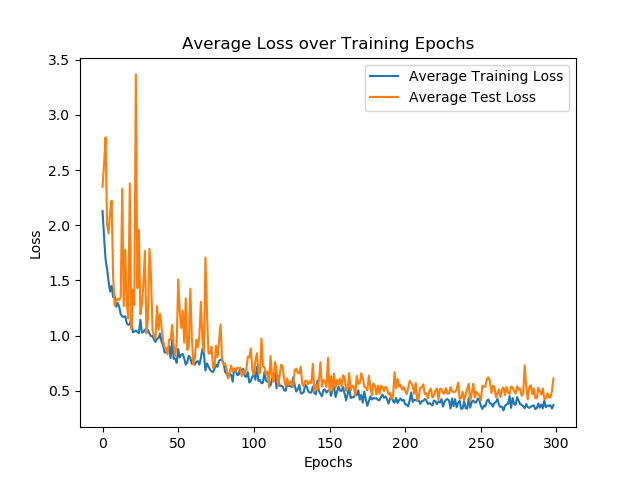 Average Loss over Training Epochs
Average Training Loss
Average Test Loss
3.5
3.0
2.5
2.0
1.5
1.0
0.5
Loss
0 50 100 150 200 250 300
Epochs